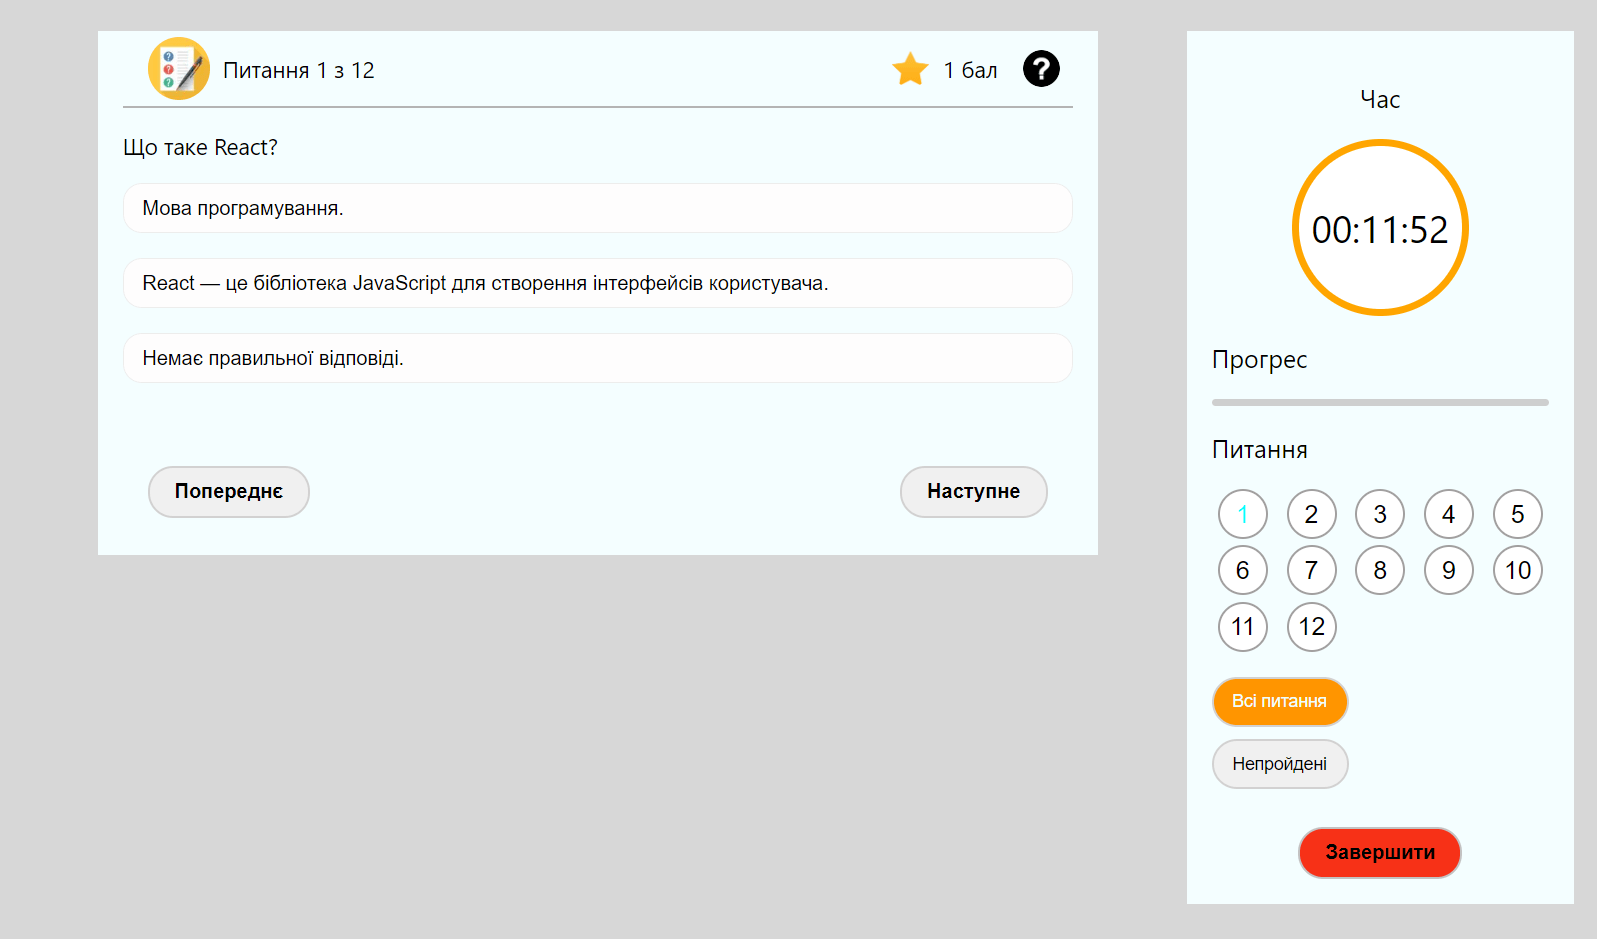 Питання 1 з 12
1 бал
?
Що таке React?
Мова програмування.
React — це бібліотека JavaScript для створення інтерфейсів користувача.
Немає правильної відповіді.
Попереднє
Наступне
Час
00:11:52
Прогрес
Питання
1 2 3 4 5
6 7 8 9 10
11 12
Всі питання
Непройдені
Завершити